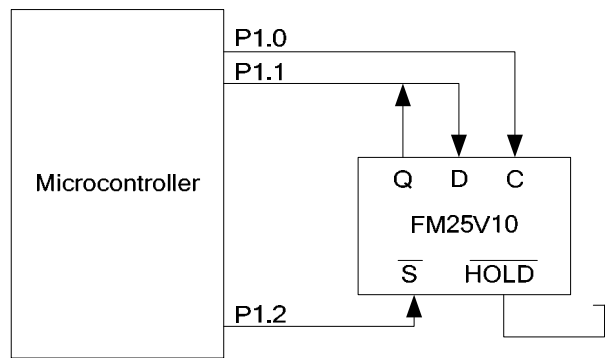 P1.0
P1.1
Microcontroller
Q D C
FM25V10
S HOLD
P1.2